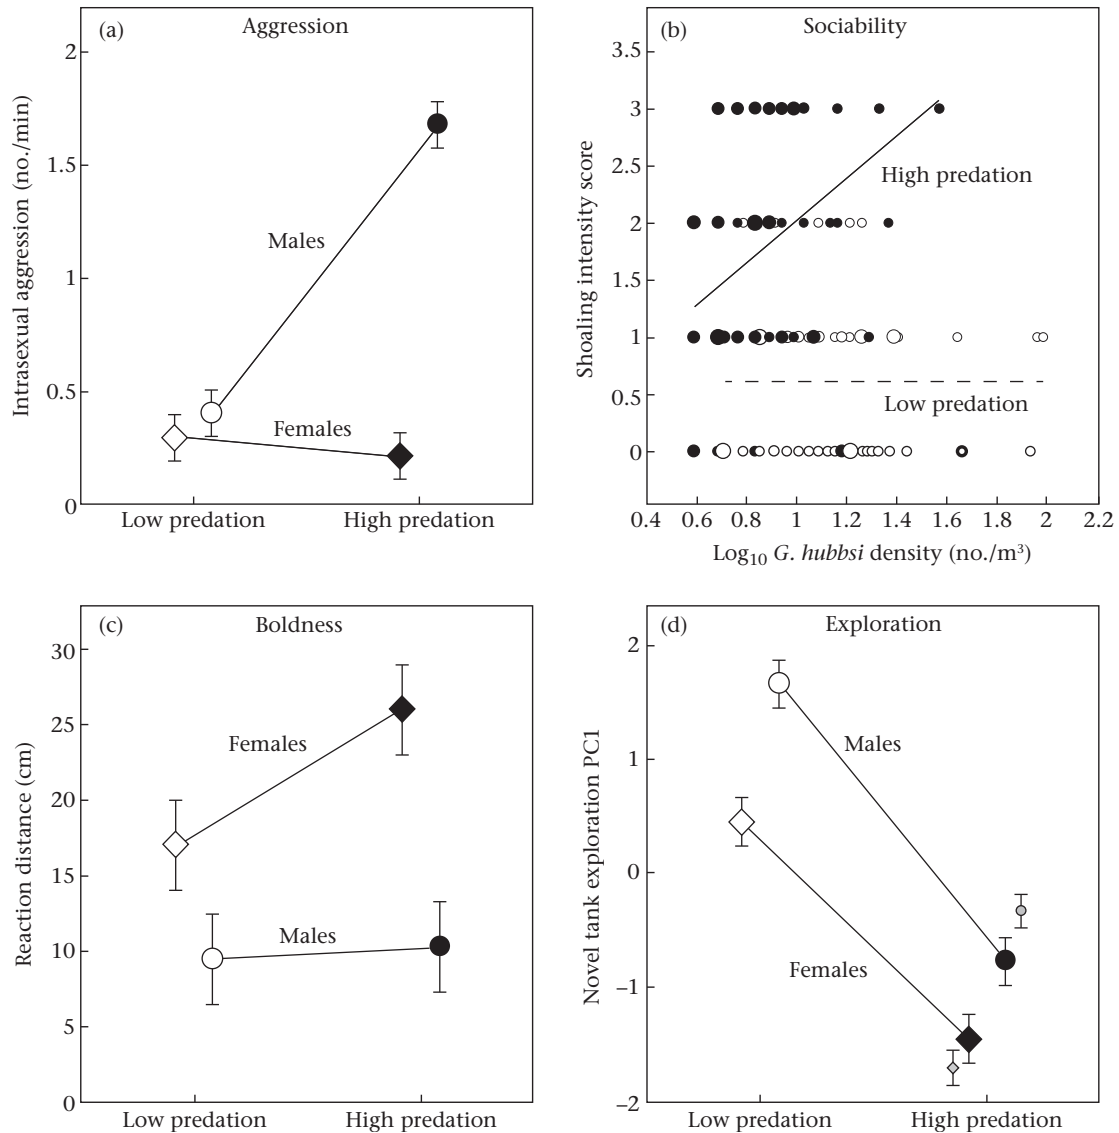 (a)
Aggression
2
1.5
1
0.5
0
Intrasexual aggression (no./min)
Males
Females
Low predation
High predation
(b)
Sociability
3.5
3
2.5
2
1.5
1
0.5
0
Shoaling intensity score
High predation
Low predation
0.4 0.6 0.8 1 1.2 1.4 1.6 1.8 2 2.2
Log10 G. hubbsi density (no./m³)
(c)
Boldness
30
25
20
15
10
5
0
Reaction distance (cm)
Females
Males
Low predation
High predation
(d)
Exploration
2
1
0
–1
–2
Novel tank exploration PC1
Males
Females
Low predation
High predation